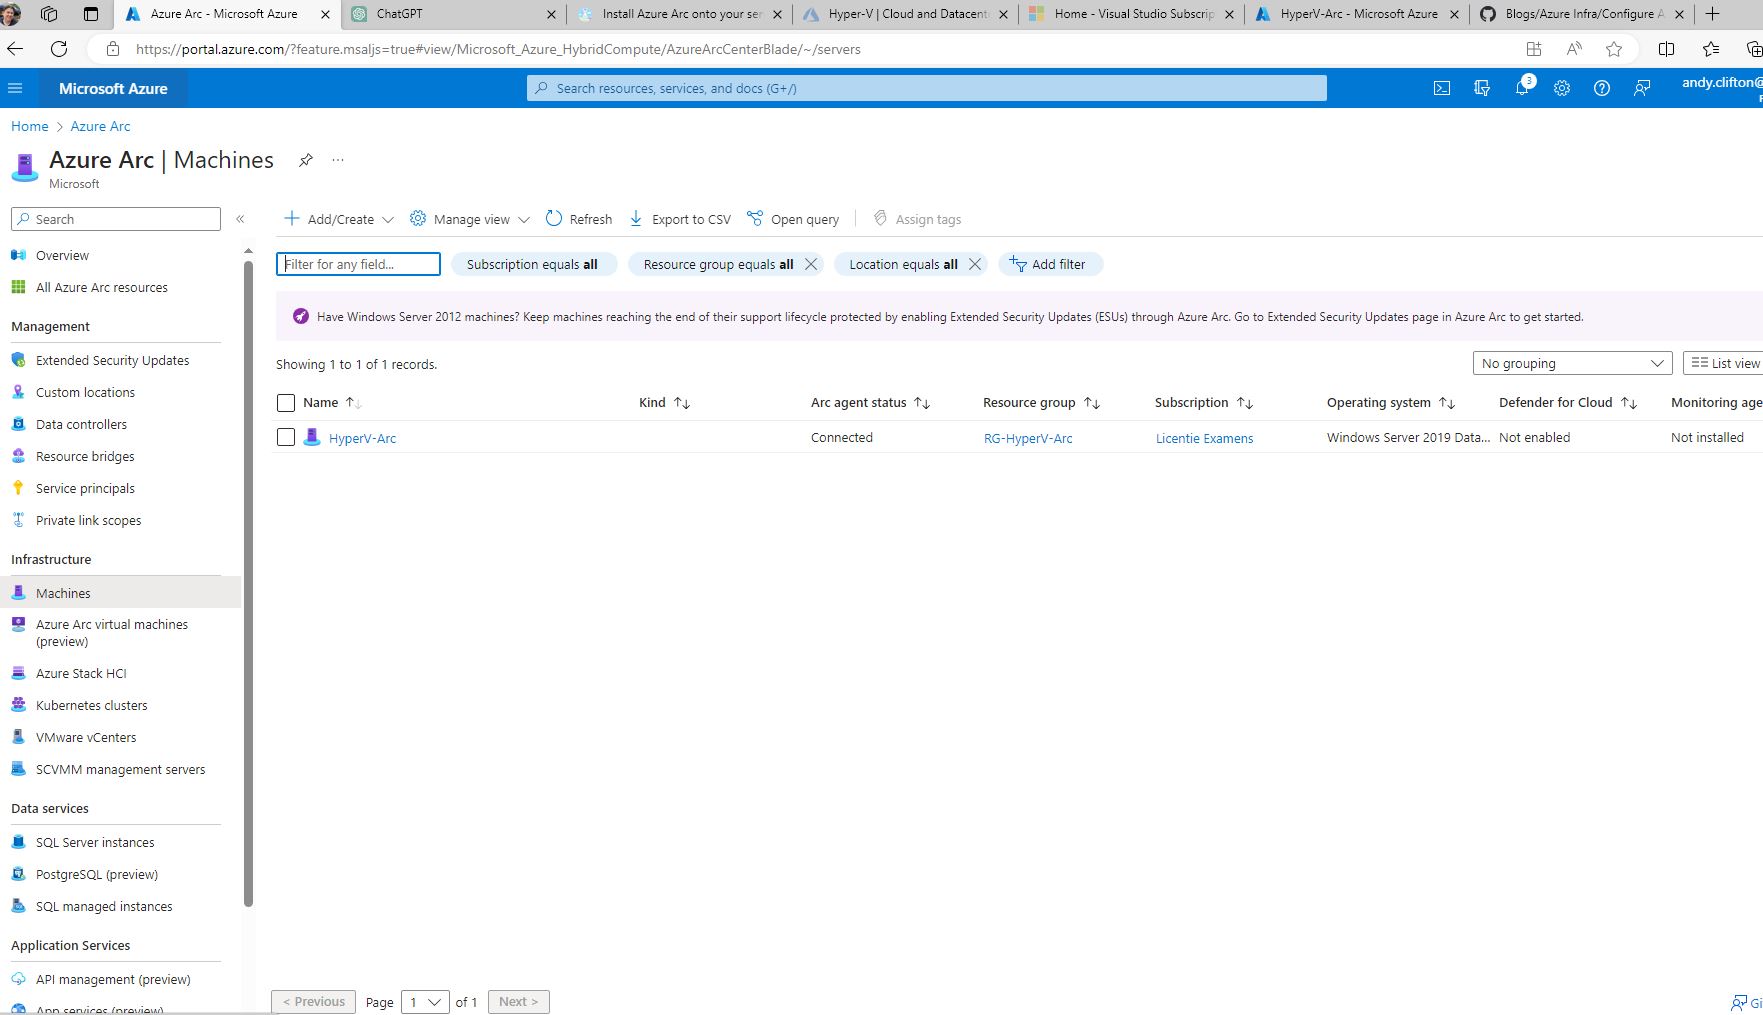 Azure Arc - Microsoft Azure
ChatGPT
Install Azure Arc onto your ser
Hyper-V | Cloud and Datacente
Home - Visual Studio Subscrip
HyperV-Arc - Microsoft Azure
Blogs/Azure Infra/Configure A
https://portal.azure.com/?feature.msaljs=true#view/Microsoft_Azure_HybridCompute/AzureArcCenterBlade/~/servers
Microsoft Azure
Search resources, services, and docs (G+/)
3
andy.clifton@
Home > Azure Arc
Azure Arc | Machines
...
Microsoft
Search
«
Add/Create
Manage view
Refresh
Export to CSV
Open query
Assign tags
Overview
All Azure Arc resources
Management
Extended Security Updates
Custom locations
Data controllers
Resource bridges
Service principals
Private link scopes
Infrastructure
Machines
Azure Arc virtual machines
(preview)
Azure Stack HCI
Kubernetes clusters
VMware vCenters
SCVMM management servers
Data services
SQL Server instances
PostgreSQL (preview)
SQL managed instances
Application Services
API management (preview)
App services (preview)
Filter for any field...
Subscription equals all
Resource group equals all
Location equals all
Add filter
Have Windows Server 2012 machines? Keep machines reaching the end of their support lifecycle protected by enabling Extended Security Updates (ESUs) through Azure Arc. Go to Extended Security Updates page in Azure Arc to get started.
Showing 1 to 1 of 1 records.
No grouping
List view
Name
Kind
Arc agent status
Resource group
Subscription
Operating system
Defender for Cloud
Monitoring age
HyperV-Arc
Connected
RG-HyperV-Arc
Licentie Examens
Windows Server 2019 Data...
Not enabled
Not installed
< Previous
Page
1
of 1
Next >
Gi